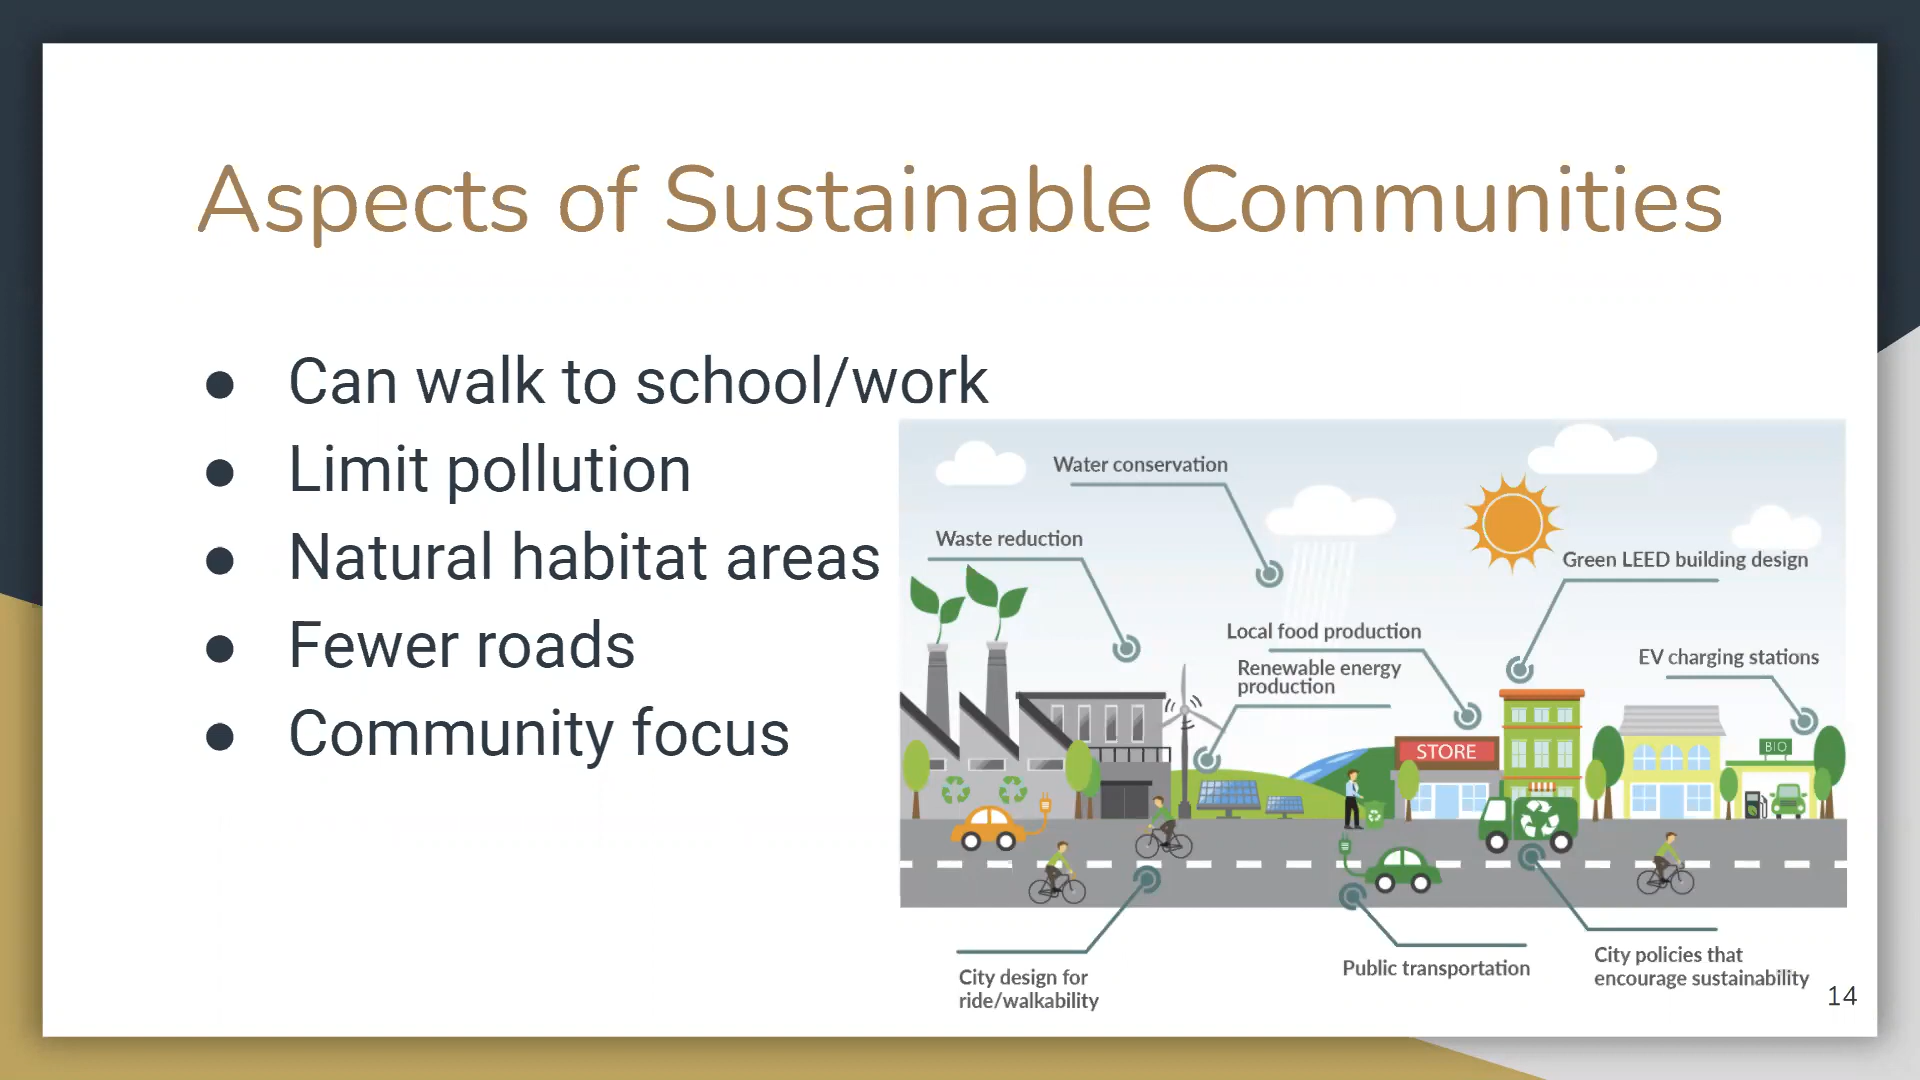 Aspects of Sustainable Communities
● Can walk to school/work
● Limit pollution
● Natural habitat areas
● Fewer roads
● Community focus
Water conservation
Waste reduction
Green LEED building design
Local food production
Renewable energy
production
EV charging stations
STORE
BIO
City design for
ride/walkability
Public transportation
City policies that
encourage sustainability
14